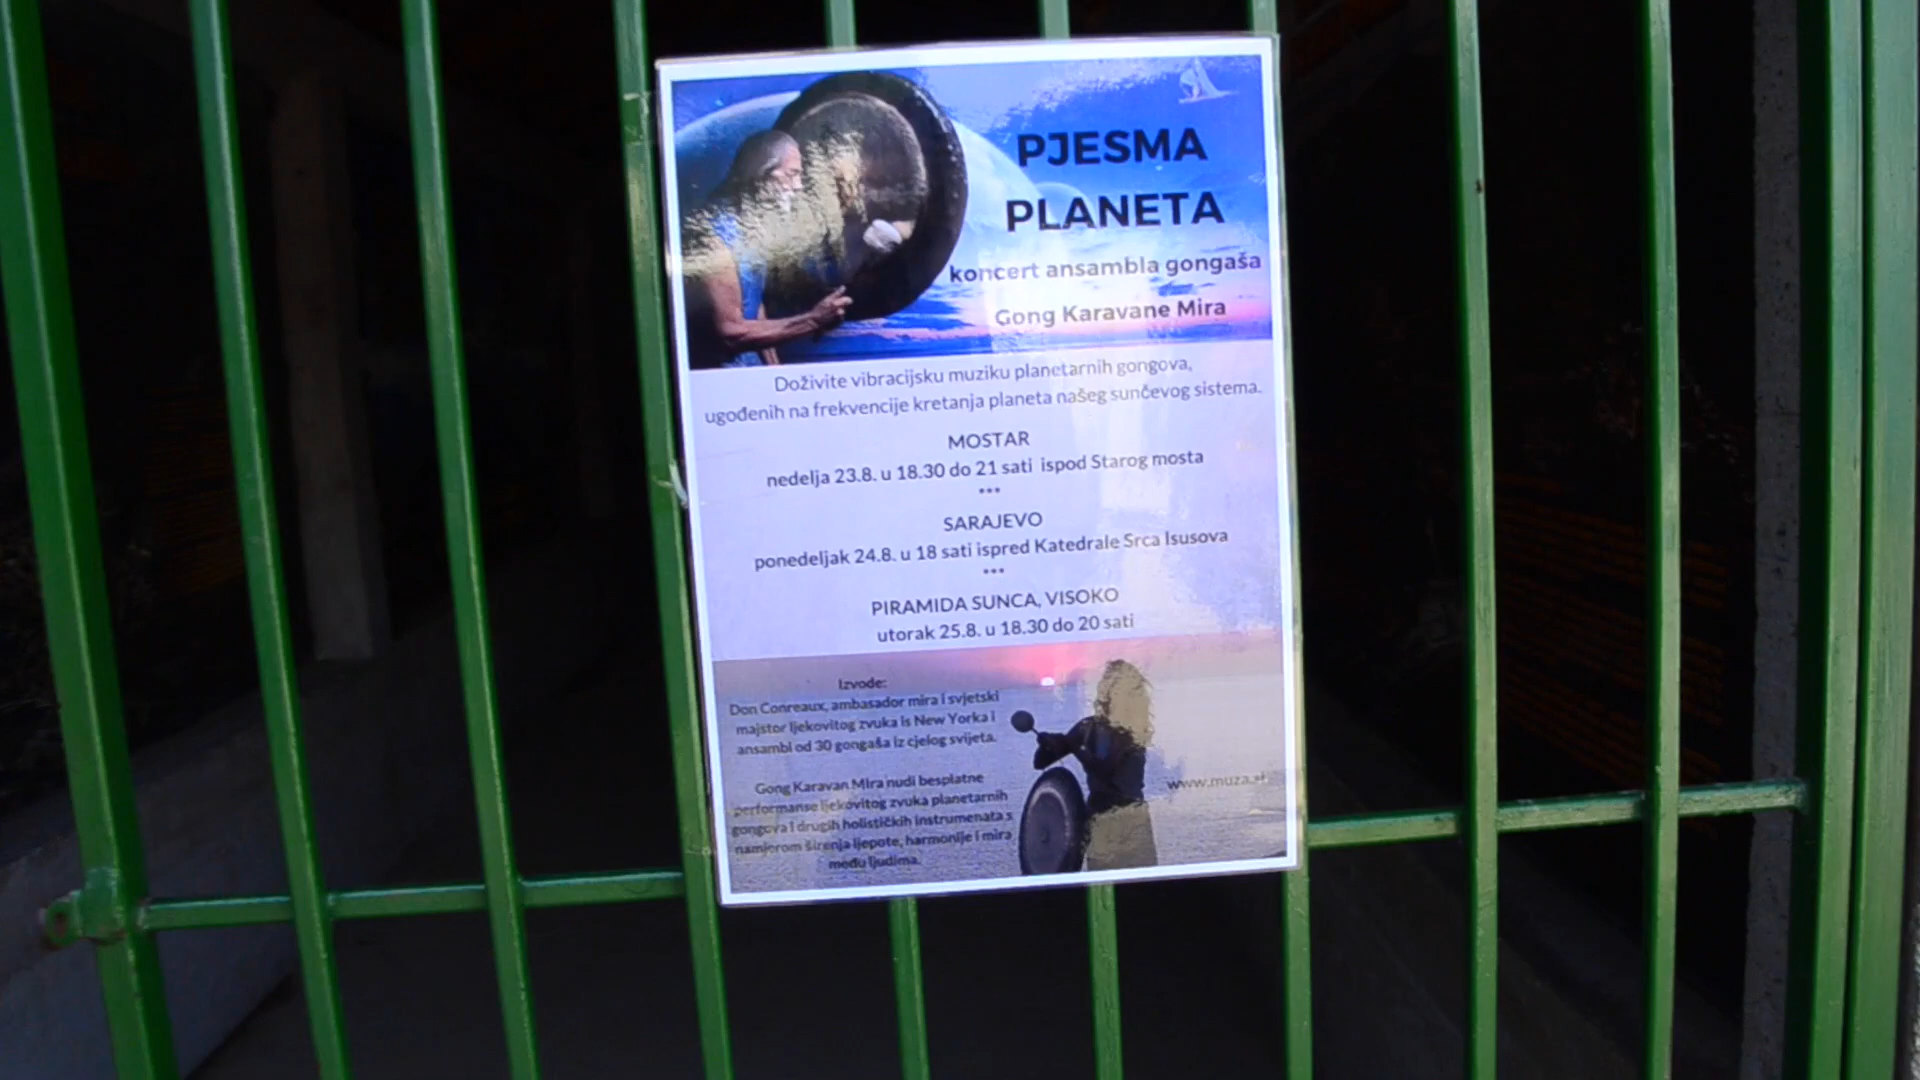 PJESMA
PLANETA
koncert ansambla gongaša
Gong Karavane Mira
Doživite vibracijsku muziku planetarnih gongova,
ugođenih na frekvencije kretanja planeta našeg sunčevog sistema.
MOSTAR
nedelja 23.8. u 18.30 do 21 sati ispod Starog mosta
***
SARAJEVO
ponedeljak 24.8. u 18 sati ispred Katedrale Srca Isusova
***
PIRAMIDA SUNCA, VISOKO
utorak 25.8. u 18.30 do 20 sati
Izvode:
Don Conreaux, ambasador mira i svjetski
majstor ljekovitog zvuka is New Yorka i
ansambl od 30 gongaša iz cjelog svijeta.
Gong Karavan Mira nudi besplatne
performanse ljekovitog zvuka planetarnih
gongova i drugih holističkih instrumenata s
namjerom širenja ljepote, harmonije i mira
među ljudima.